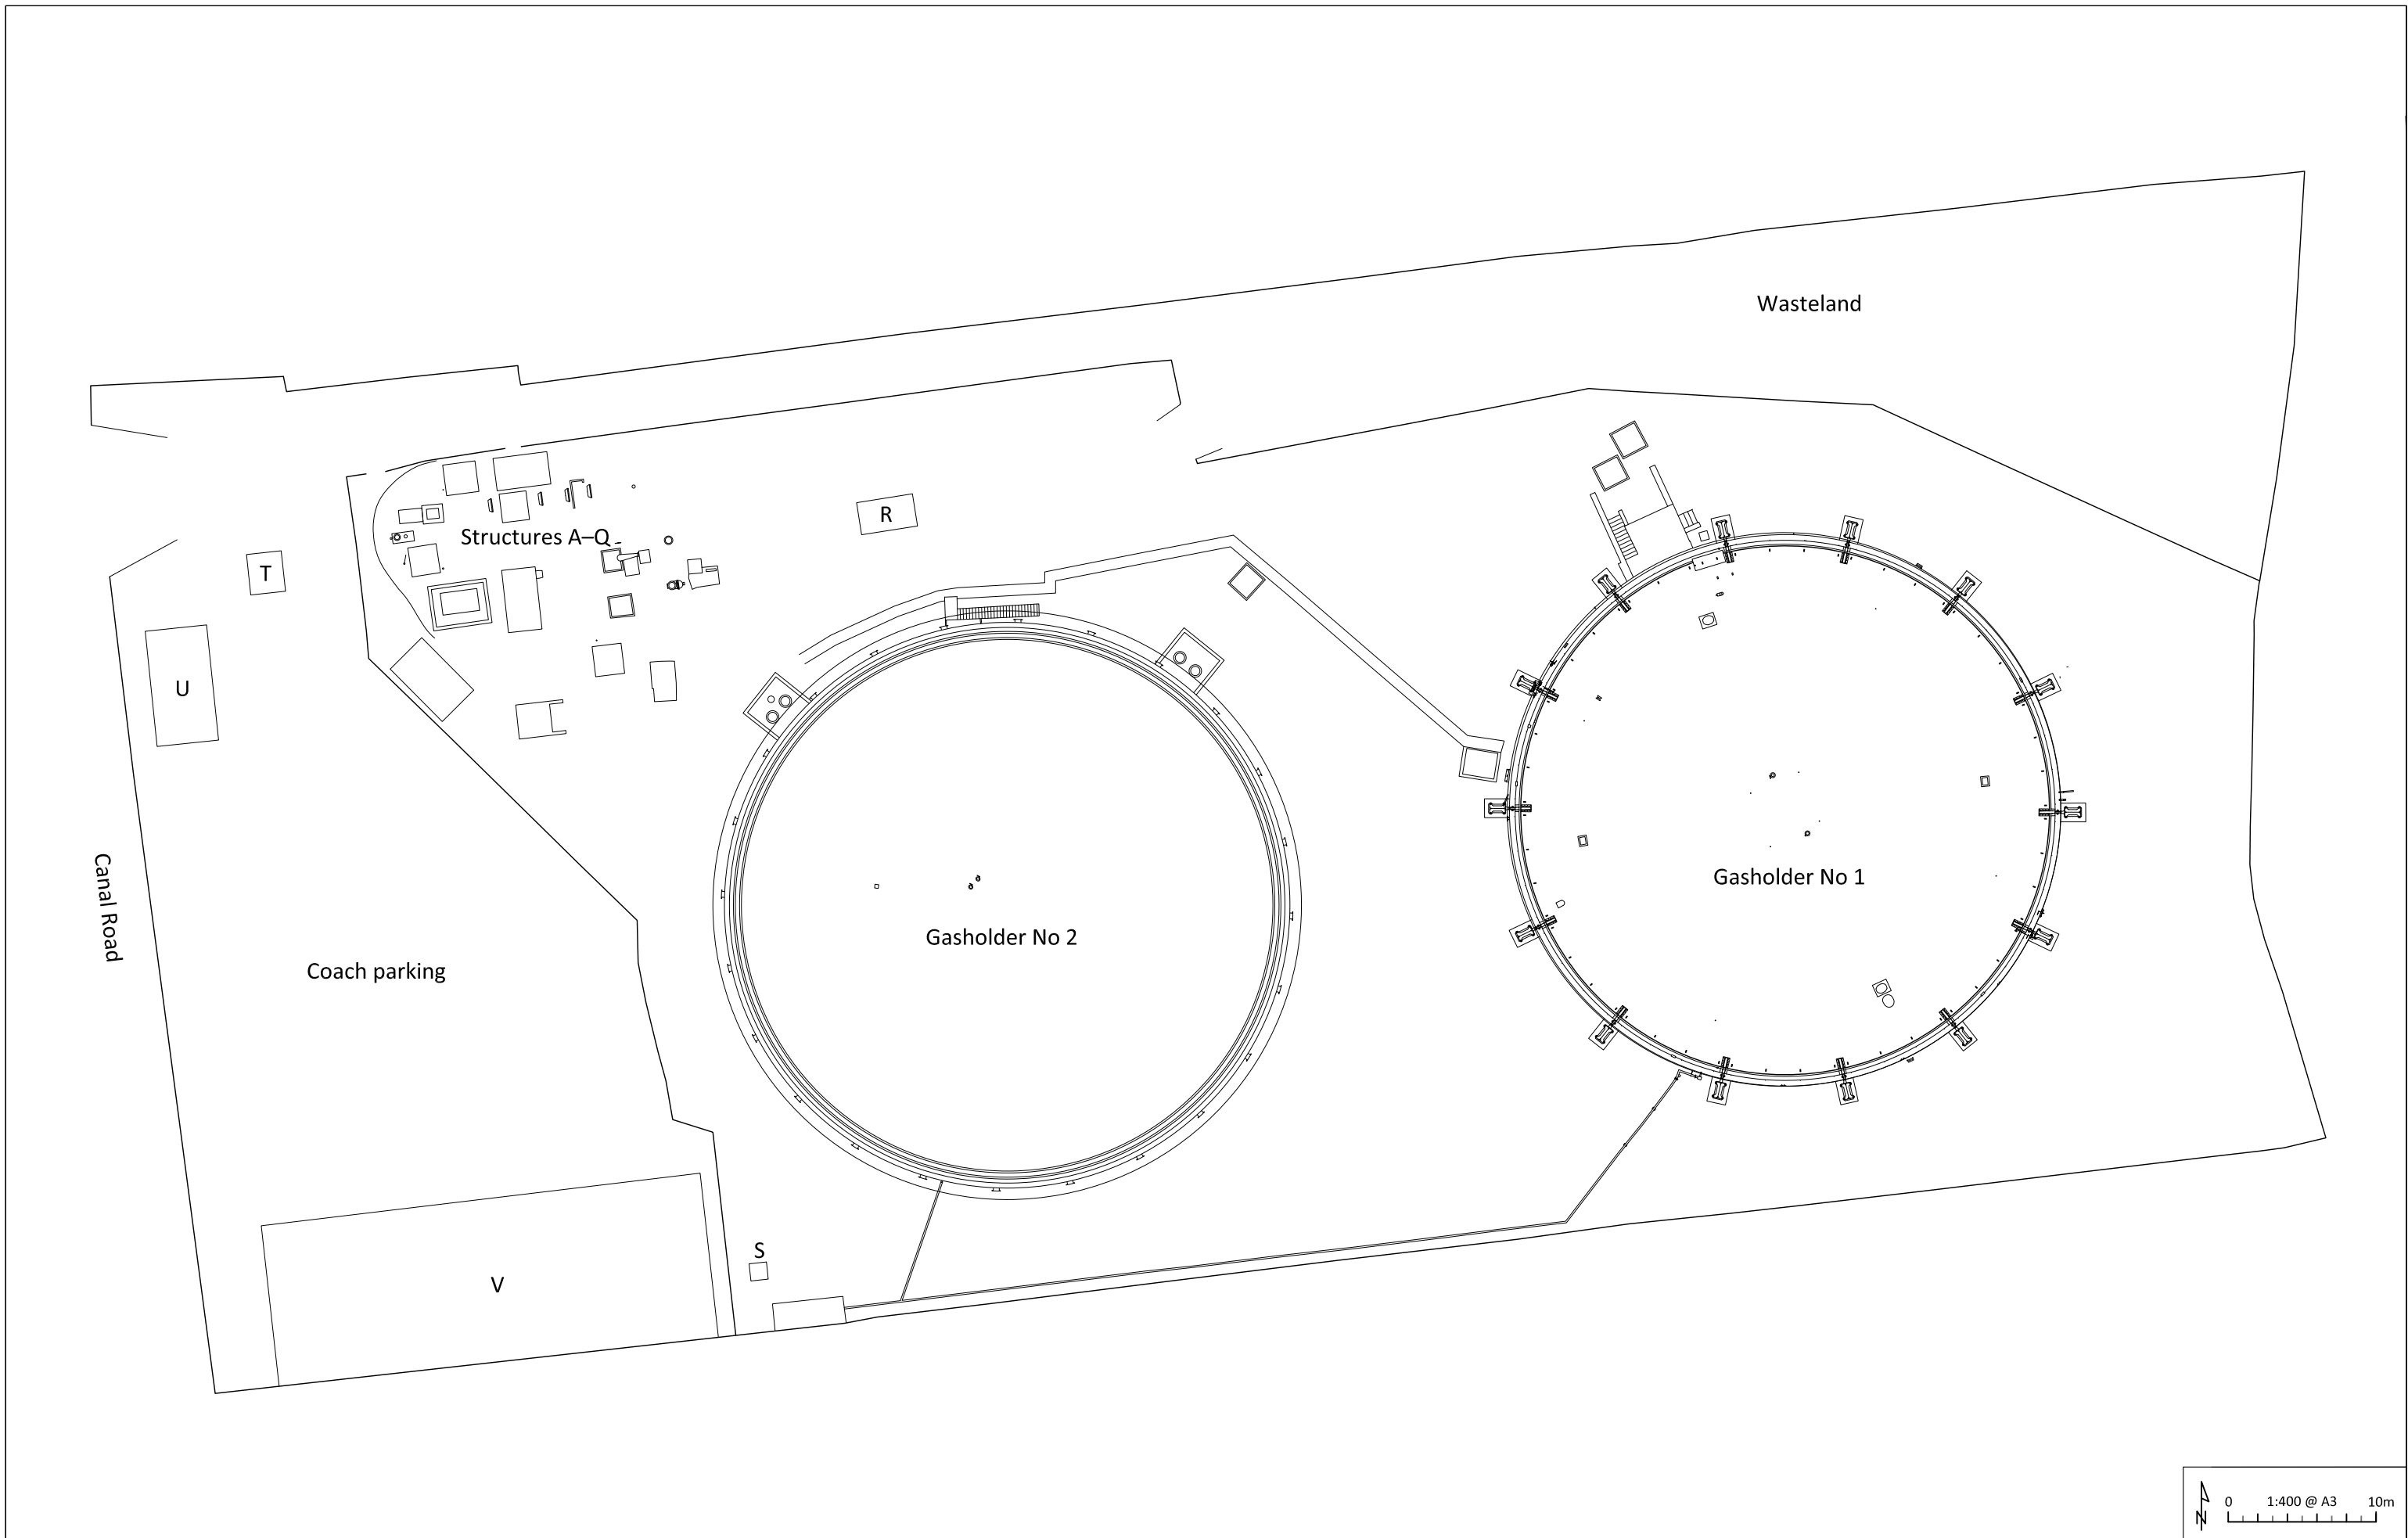 Wasteland
R
Structures A–Q
T
U
Gasholder No 1
Canal Road
Gasholder No 2
Coach parking
S
V
N
0 1:400 @ A3 10m